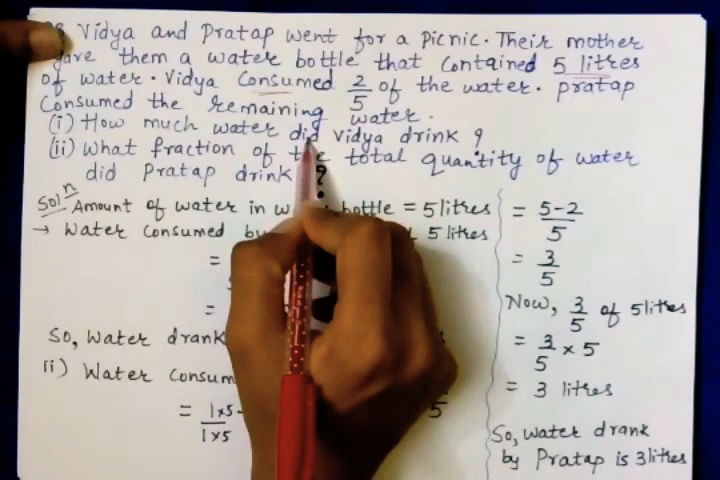 Vidya and Pratap went for a picnic. Their mother
gave them a water bottle that contained 5 litres
of water. Vidya consumed 2/5 of the water. Pratap
consumed the remaining water.
(i) How much water did Vidya drink ?
(ii) What fraction of the total quantity of water
did Pratap drink ?
Solⁿ Amount of water in bottle = 5 litres
→ Water consumed by 5 litres
=
=
So, water drank
ii) Water consum
= 1×5 - 
1×5
5
= 5-2/5
= 3/5
Now, 3/5 of 5 litres
= 3/5 × 5
= 3 litres
So, water drank
by Pratap is 3 litres